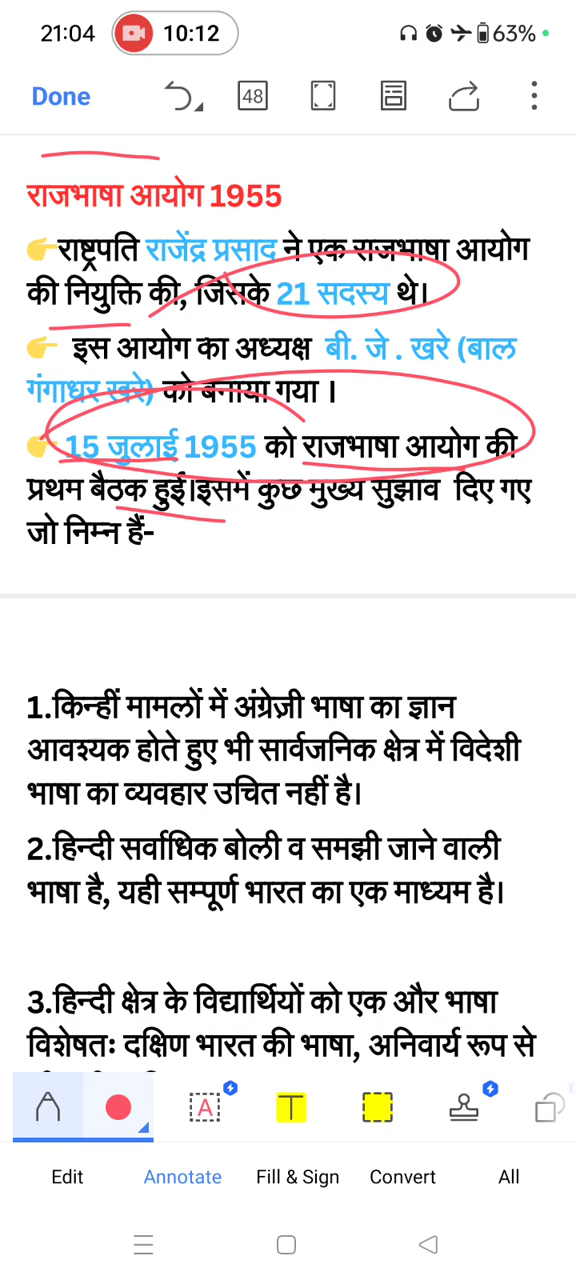 21:04 10:12 63%
Done 48
राजभाषा आयोग 1955
👉राष्ट्रपति राजेंद्र प्रसाद ने एक राजभाषा आयोग
की नियुक्ति की, जिसके 21 सदस्य थे।
👉 इस आयोग का अध्यक्ष बी. जे . खरे (बाल
गंगाधर खरे) को बनाया गया ।
👉 15 जुलाई 1955 को राजभाषा आयोग की
प्रथम बैठक हुई।इसमें कुछ मुख्य सुझाव दिए गए
जो निम्न हैं-
1.किन्हीं मामलों में अंग्रेज़ी भाषा का ज्ञान
आवश्यक होते हुए भी सार्वजनिक क्षेत्र में विदेशी
भाषा का व्यवहार उचित नहीं है।
2.हिन्दी सर्वाधिक बोली व समझी जाने वाली
भाषा है, यही सम्पूर्ण भारत का एक माध्यम है।
3.हिन्दी क्षेत्र के विद्यार्थियों को एक और भाषा
विशेषतः दक्षिण भारत की भाषा, अनिवार्य रूप से
A T
Edit Annotate Fill & Sign Convert All